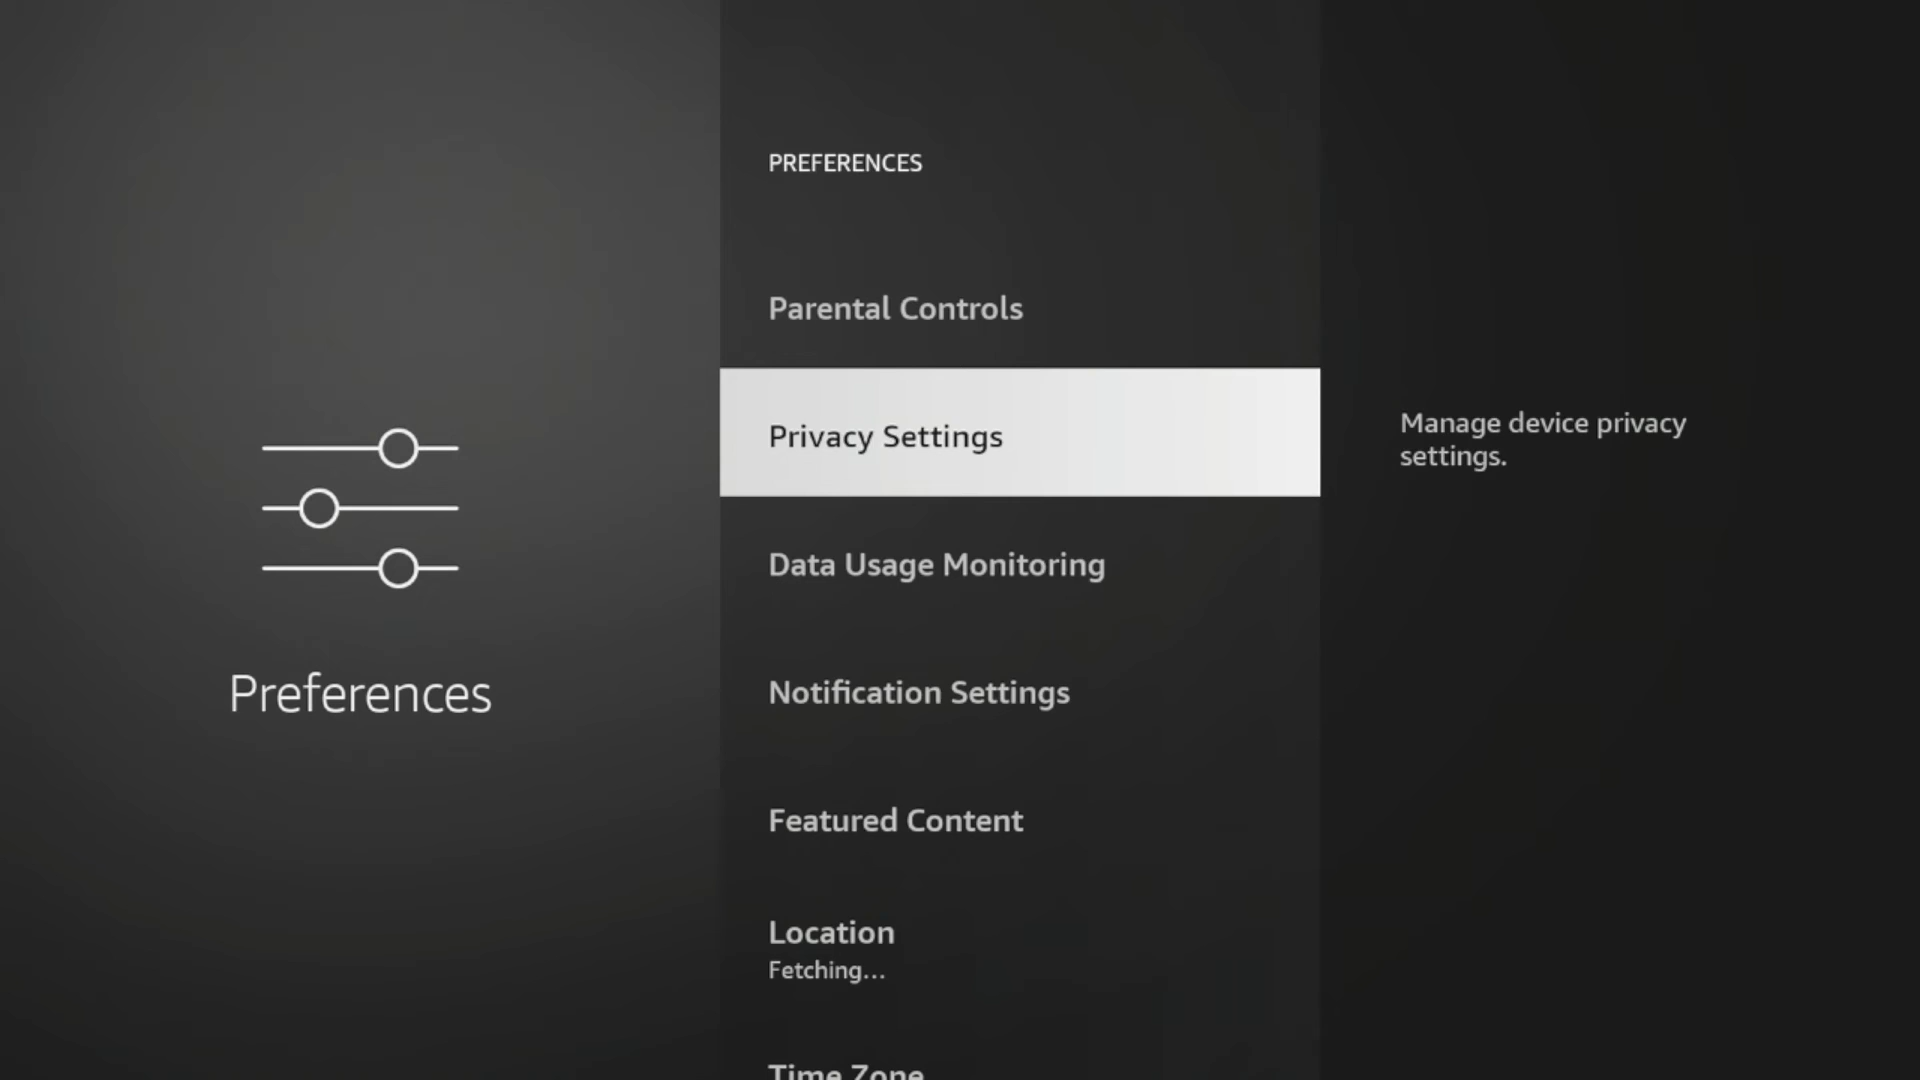 PREFERENCES
Parental Controls
Privacy Settings
Manage device privacy
settings.
Data Usage Monitoring
Notification Settings
Preferences
Featured Content
Location
Fetching...
Time Zone